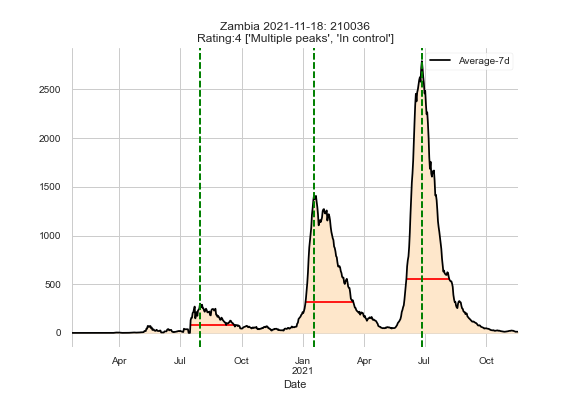 Zambia 2021-11-18: 210036
Rating:4 ['Multiple peaks', 'In control']
Average-7d
2500
2000
1500
1000
500
0
Apr
Jul
Oct
Jan
2021
Apr
Jul
Oct
Date